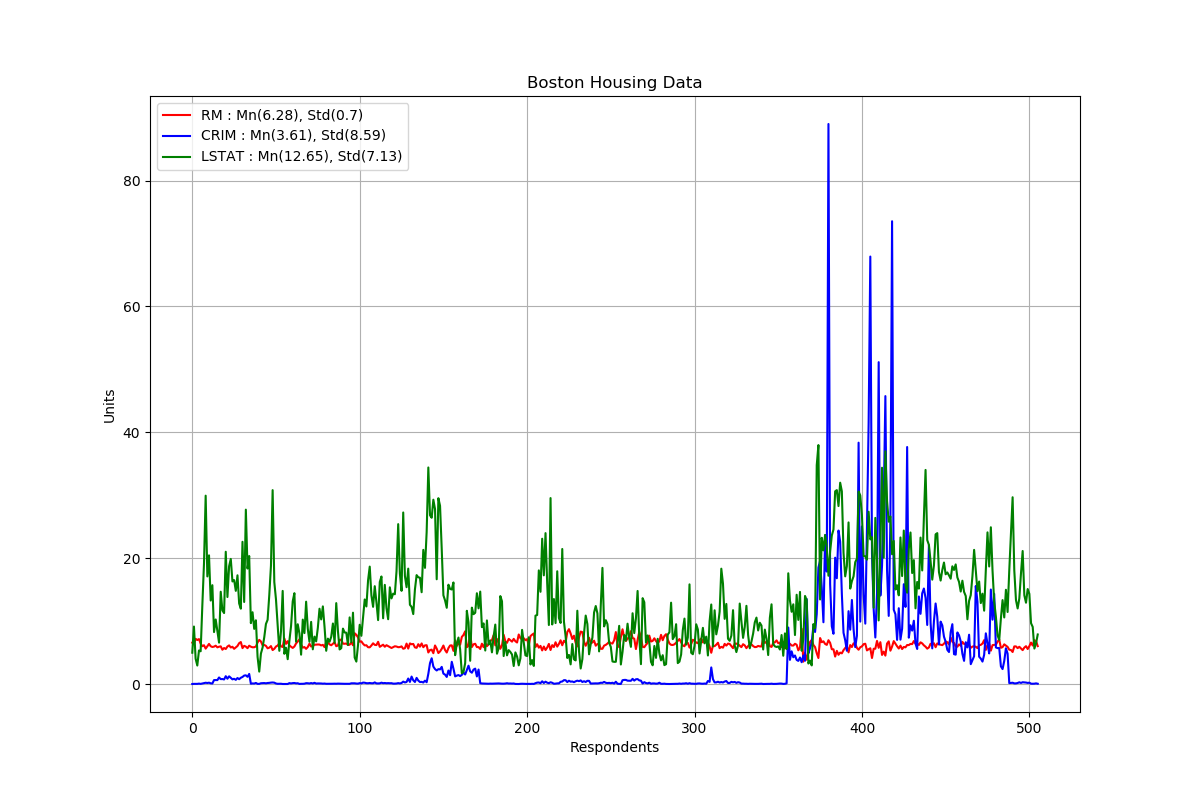 Boston Housing Data
RM : Mn(6.28), Std(0.7)
CRIM : Mn(3.61), Std(8.59)
LSTAT : Mn(12.65), Std(7.13)
80
60
40
20
0
Units
0 100 200 300 400 500
Respondents